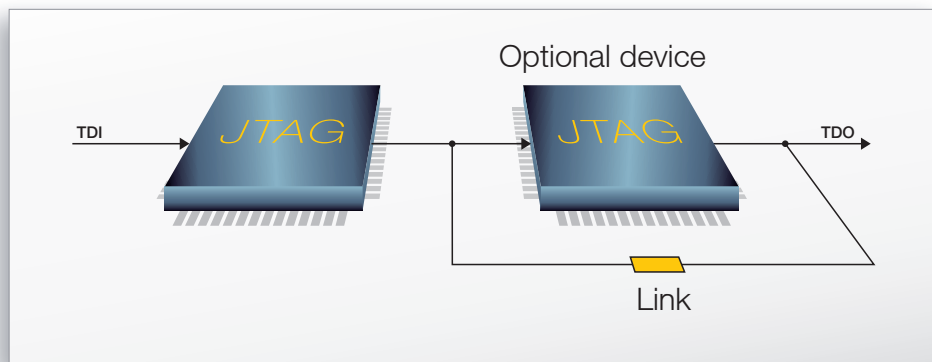 Optional device
TDI
JTAG
JTAG
TDO
Link